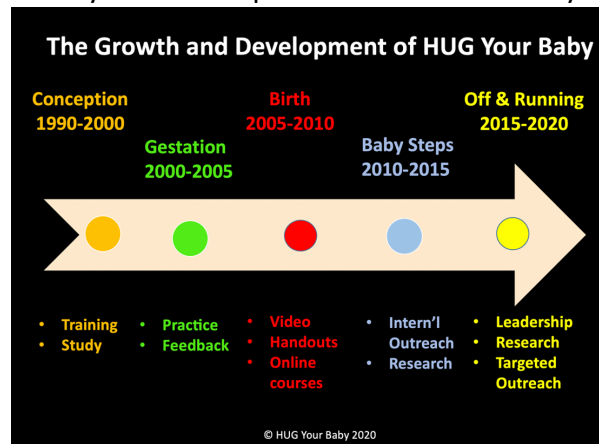 The Growth and Development of HUG Your Baby
Conception
1990-2000
Gestation
2000-2005
Birth
2005-2010
Baby Steps
2010-2015
Off & Running
2015-2020
• Training
• Study
• Practice
• Feedback
• Video
• Handouts
• Online
courses
• Intern'l
Outreach
• Research
• Leadership
• Research
• Targeted
Outreach
© HUG Your Baby 2020